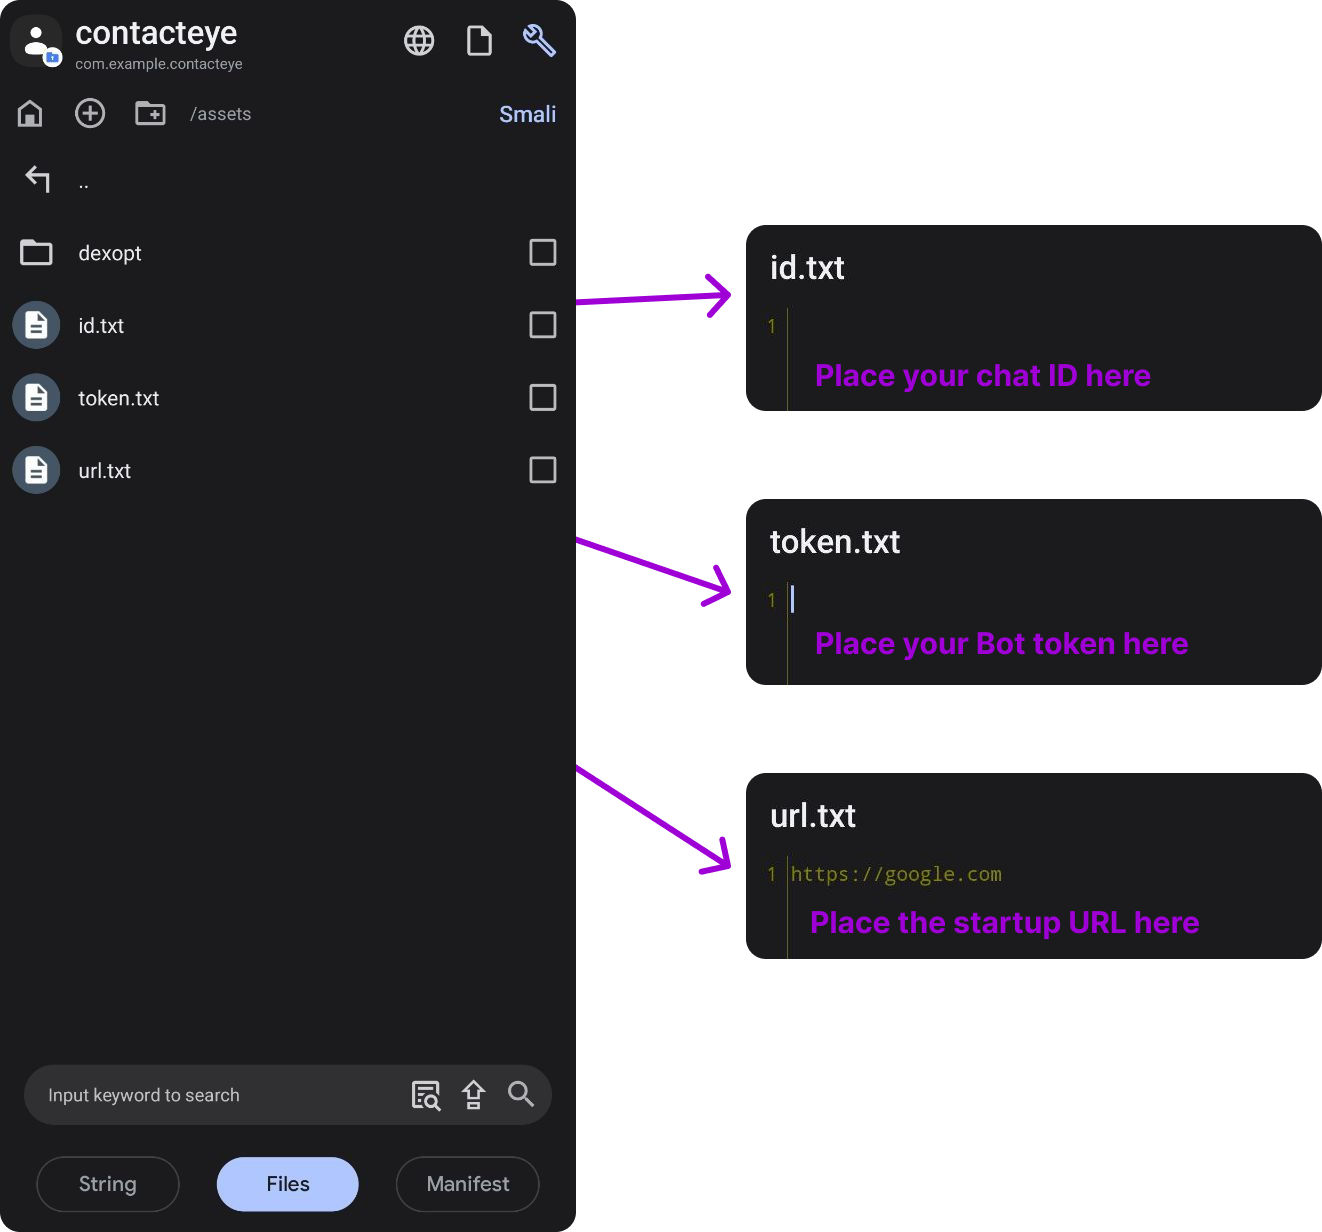 contacteye
com.example.contacteye
/assets
Smali
..
dexopt
id.txt
token.txt
url.txt
Input keyword to search
String
Files
Manifest
id.txt
1
Place your chat ID here
token.txt
1
Place your Bot token here
url.txt
1 https://google.com
Place the startup URL here